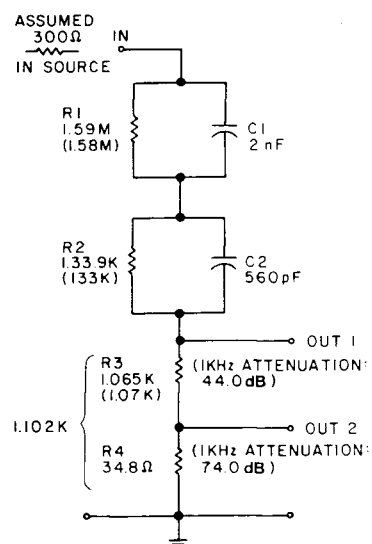 ASSUMED
300Ω
IN SOURCE
IN
R1
1.59M
(1.58M)
C1
2nF
R2
1.33.9K
(133K)
C2
560pF
OUT 1
R3
1.065K
(1.07K)
(1KHz ATTENUATION:
44.0dB)
1.102K
OUT 2
R4
34.8Ω
(1KHz ATTENUATION:
74.0dB)